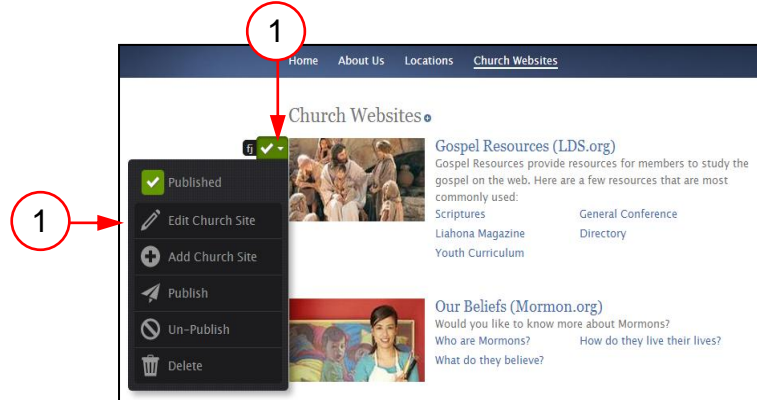 1
Home About Us Locations Church Websites
Church Websites
fj
Published
Edit Church Site
Add Church Site
Publish
Un-Publish
Delete
1
Gospel Resources (LDS.org)
Gospel Resources provide resources for members to study the
gospel on the web. Here are a few resources that are most
commonly used:
Scriptures General Conference
Liahona Magazine Directory
Youth Curriculum
Our Beliefs (Mormon.org)
Would you like to know more about Mormons?
Who are Mormons? How do they live their lives?
What do they believe?